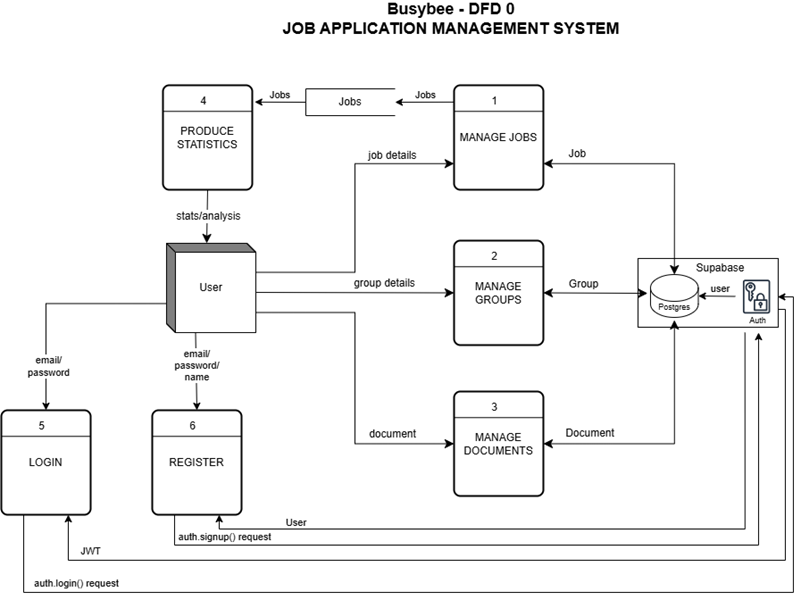 Busybee - DFD 0
JOB APPLICATION MANAGEMENT SYSTEM
4
PRODUCE
STATISTICS
Jobs
Jobs
Jobs
1
MANAGE JOBS
job details
Job
stats/analysis
User
group details
2
MANAGE
GROUPS
Group
Supabase
Postgres
user
Auth
email/
password
email/
password/
name
document
3
MANAGE
DOCUMENTS
Document
5
LOGIN
6
REGISTER
User
auth.signup() request
JWT
auth.login() request